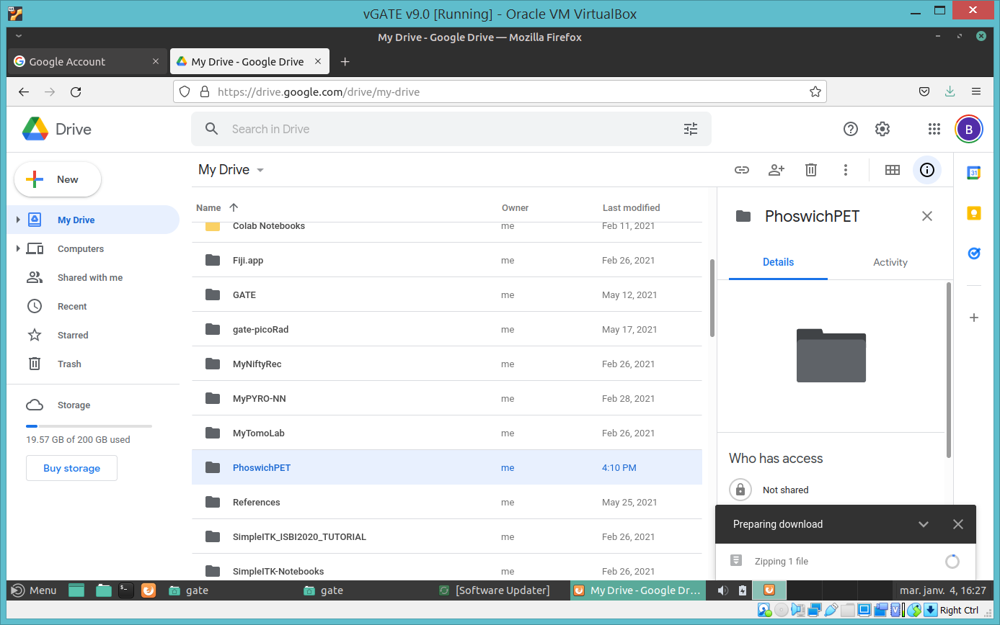 vGATE v9.0 [Running] - Oracle VM VirtualBox
My Drive - Google Drive — Mozilla Firefox
Google Account
My Drive - Google Drive
https://drive.google.com/drive/my-drive
Drive
Search in Drive
B
New
My Drive
Computers
Shared with me
Recent
Starred
Trash
Storage
19.57 GB of 200 GB used
Buy storage
My Drive
Name Owner Last modified
Colab Notebooks me Feb 11, 2021
Fiji.app me Feb 26, 2021
GATE me May 12, 2021
gate-picoRad me May 17, 2021
MyNiftyRec me Feb 26, 2021
MyPYRO-NN me Feb 28, 2021
MyTomoLab me Feb 26, 2021
PhoswichPET me 4:10 PM
References me May 25, 2021
SimpleITK_ISBI2020_TUTORIAL me Feb 26, 2021
SimpleITK-Notebooks me Feb 26, 2021
PhoswichPET
Details Activity
Who has access
Not shared
31
Preparing download
Zipping 1 file
Menu gate gate [Software Updater] My Drive - Google Dr... mar. janv. 4, 16:27
Right Ctrl